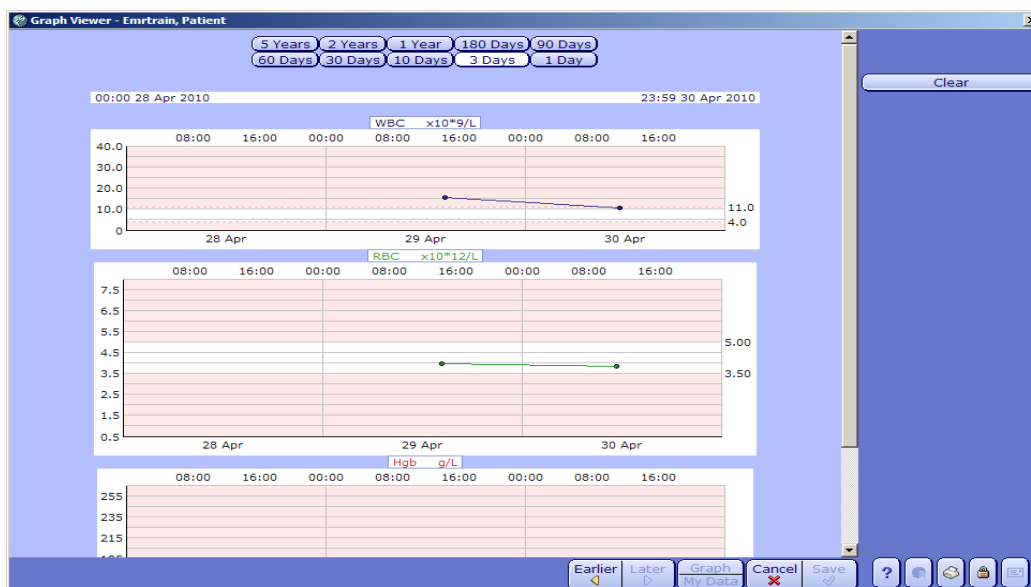 Graph Viewer - Emrtrain, Patient
5 Years 2 Years 1 Year 180 Days 90 Days
60 Days 30 Days 10 Days 3 Days 1 Day
Clear
00:00 28 Apr 2010 23:59 30 Apr 2010
WBC x10*9/L
08:00 16:00 00:00 08:00 16:00 00:00 08:00 16:00
40.0
30.0
20.0
10.0 11.0
4.0
0
28 Apr 29 Apr 30 Apr
RBC x10*12/L
08:00 16:00 00:00 08:00 16:00 00:00 08:00 16:00
7.5
6.5
5.5
5.00
4.5
3.5 3.50
2.5
1.5
0.5
28 Apr 29 Apr 30 Apr
Hgb g/L
08:00 16:00 00:00 08:00 16:00 00:00 08:00 16:00
255
235
215
Earlier Later Graph Cancel Save
My Data
?